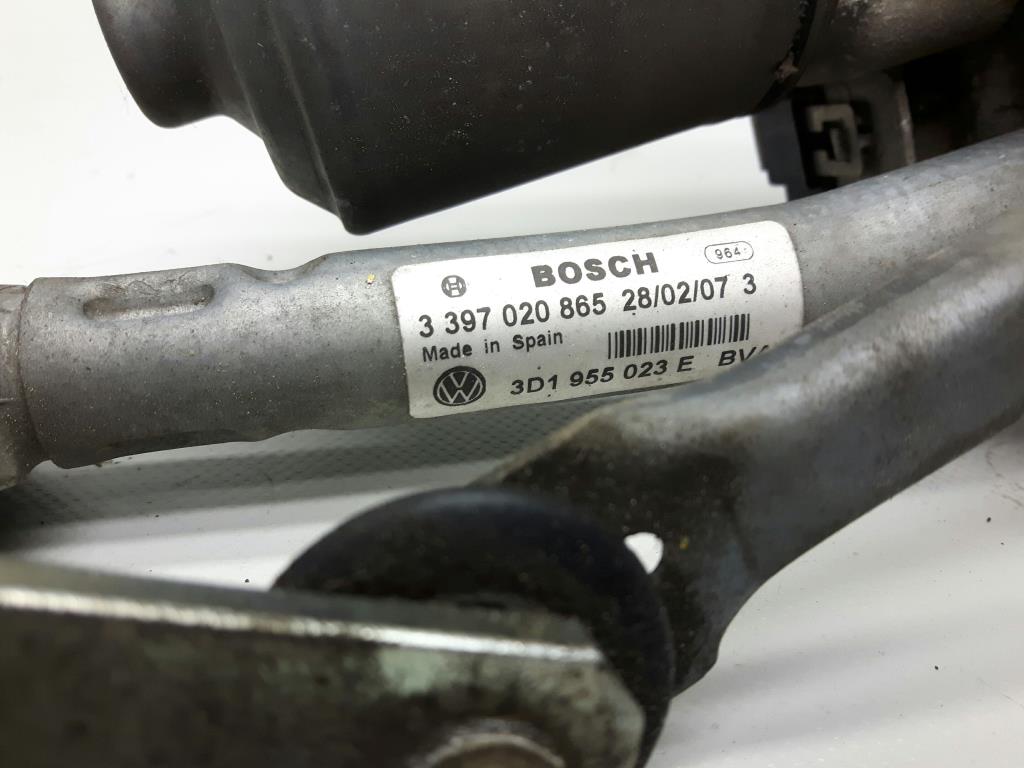 BOSCH 964
3 397 020 865 28/02/07 3
Made in Spain
3D1 955 023 E